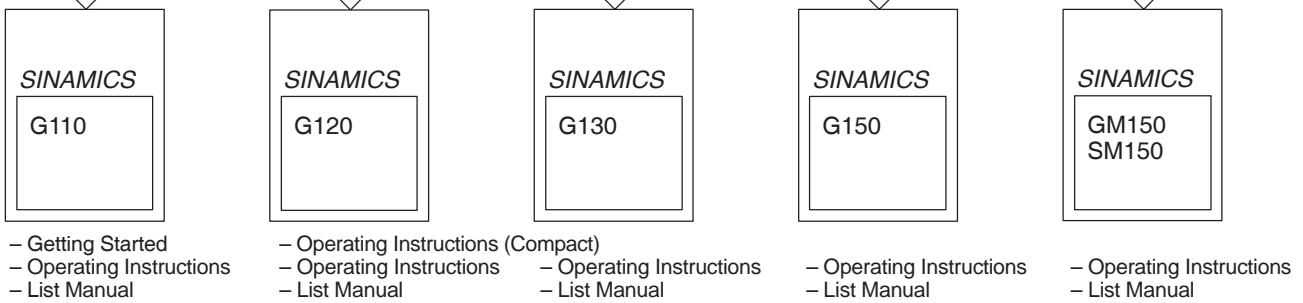 SINAMICS
G110
– Getting Started
– Operating Instructions
– List Manual
SINAMICS
G120
– Operating Instructions (Compact)
– Operating Instructions
– List Manual
SINAMICS
G130
– Operating Instructions
– List Manual
SINAMICS
G150
– Operating Instructions
– List Manual
SINAMICS
GM150
SM150
– Operating Instructions
– List Manual